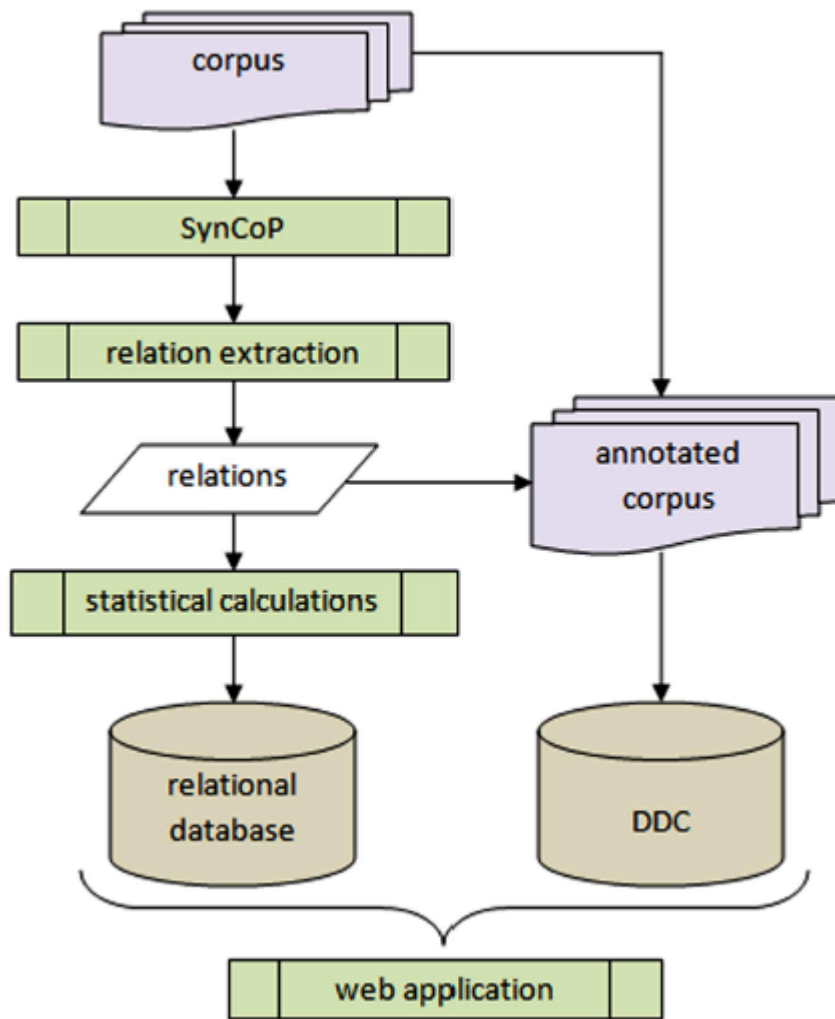 corpus
SynCoP
relation extraction
relations
annotated
corpus
statistical calculations
relational
database
DDC
web application